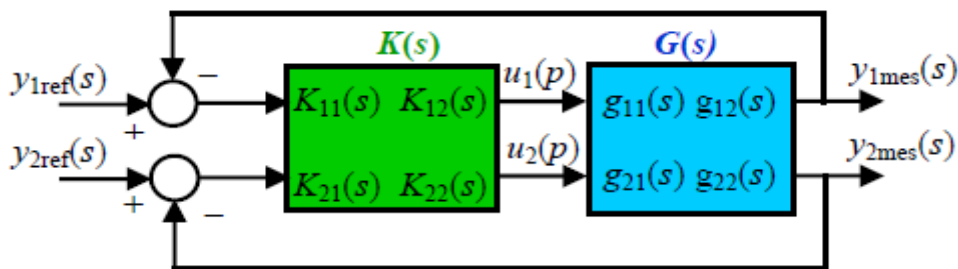 K(s) G(s)
y1ref(s) − u1(p) y1mes(s)
K11(s) K12(s) g11(s) g12(s)
+
y2ref(s) u2(p) y2mes(s)
K21(s) K22(s) g21(s) g22(s)
+ −